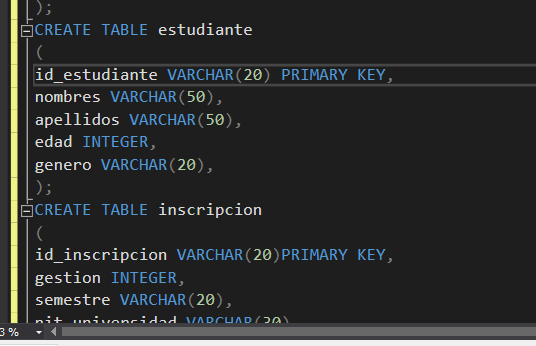 );
CREATE TABLE estudiante
(
id_estudiante VARCHAR(20) PRIMARY KEY,
nombres VARCHAR(50),
apellidos VARCHAR(50),
edad INTEGER,
genero VARCHAR(20),
);
CREATE TABLE inscripcion
(
id_inscripcion VARCHAR(20)PRIMARY KEY,
gestion INTEGER,
semestre VARCHAR(20),
nit_universidad VARCHAR(30)
3 %